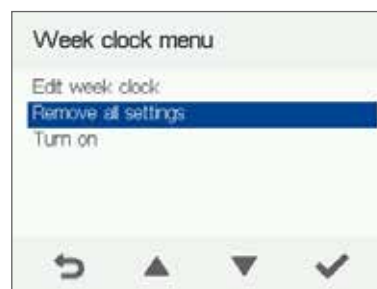 Week clock menu
Edit week clock
Remove all settings
Turn on